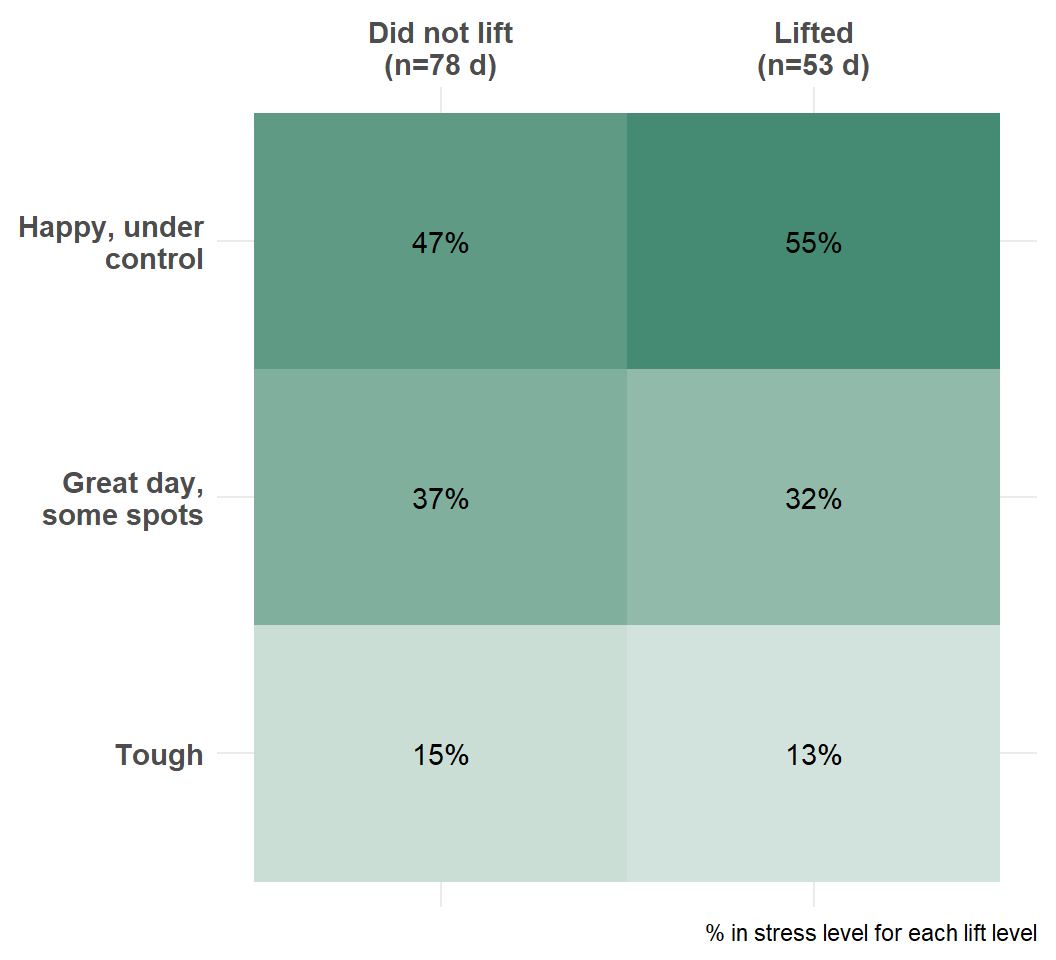 Did not lift
(n=78 d)
Lifted
(n=53 d)
Happy, under
control
47%
55%
Great day,
some spots
37%
32%
Tough
15%
13%
% in stress level for each lift level